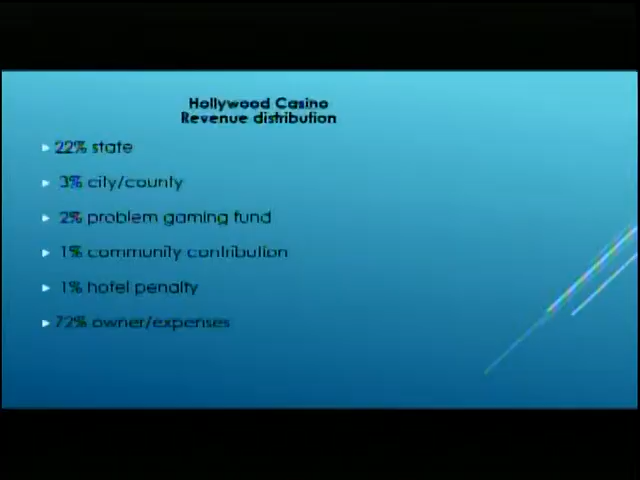 Hollywood Casino
Revenue distribution
22% state
3% city/county
2% problem gaming fund
1% community contribution
1% hotel penalty
72% owner/expenses